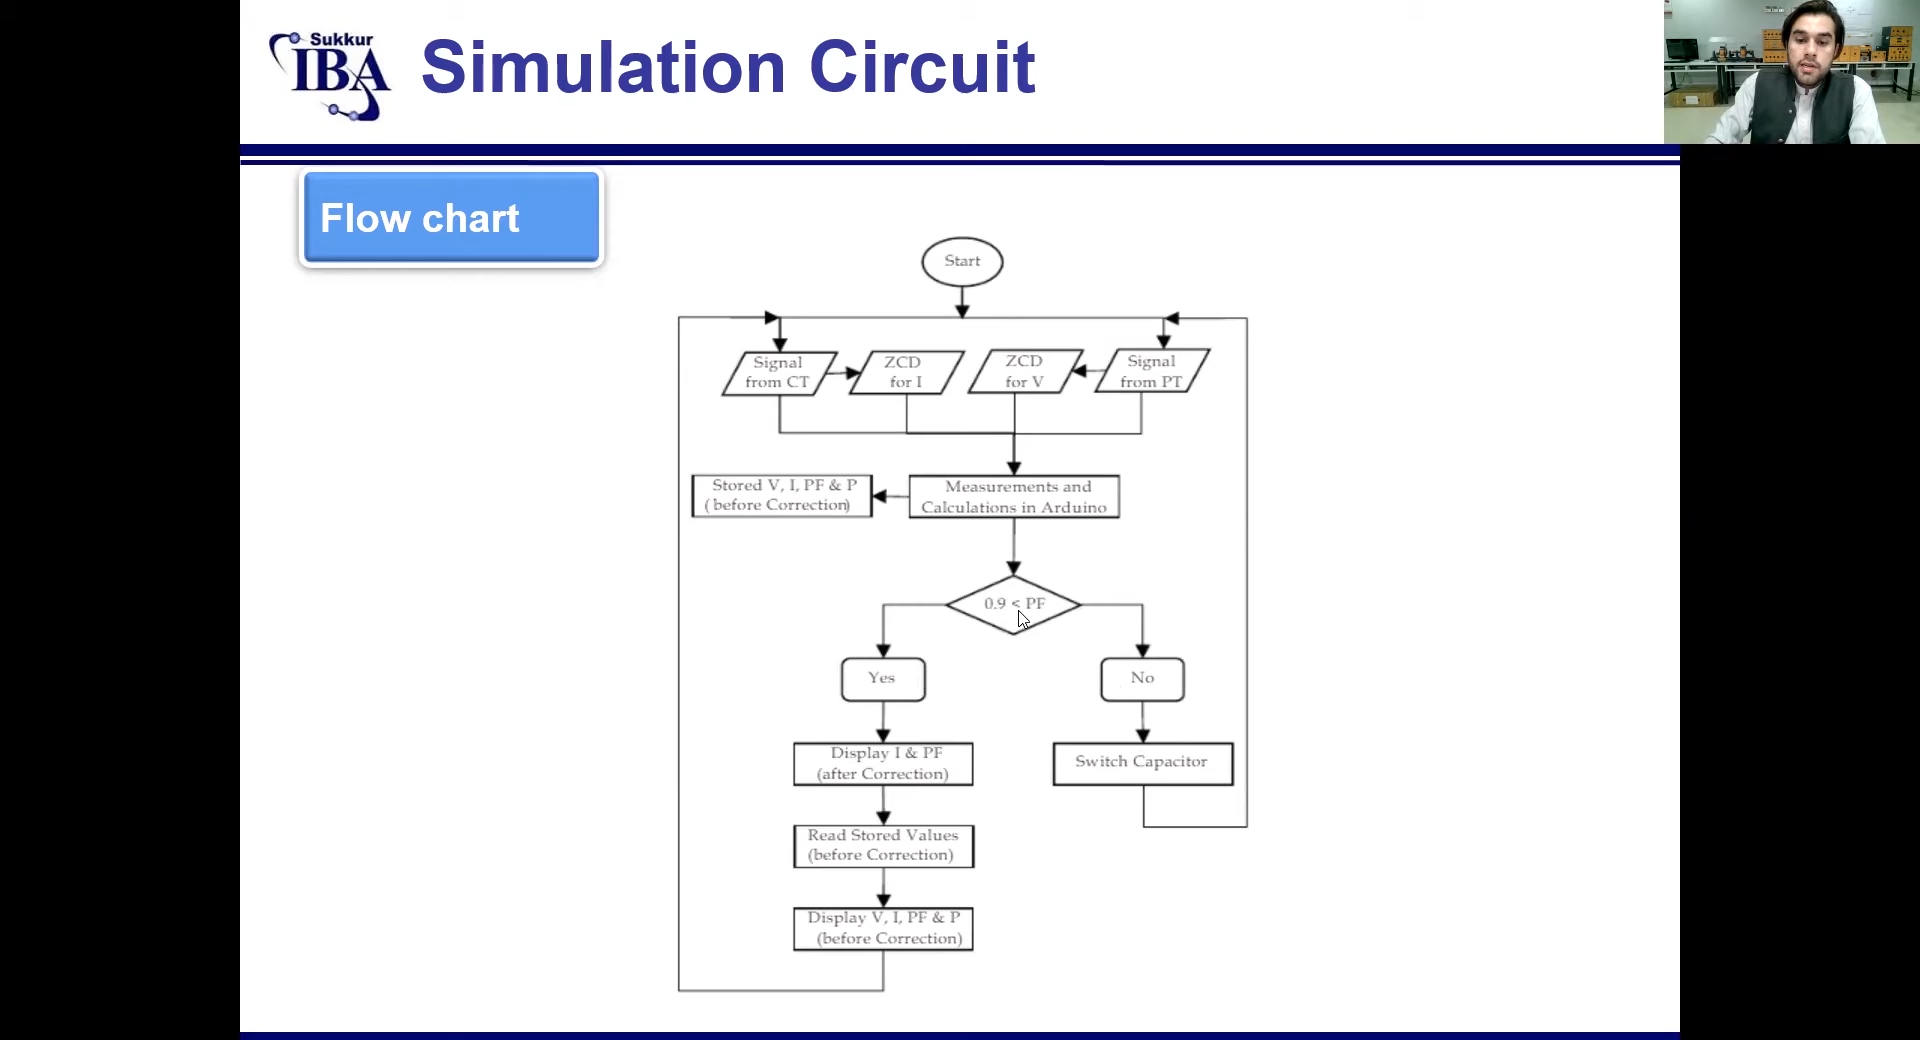 Sukkur
IBA
Simulation Circuit
Flow chart
Start
Signal
from CT
ZCD
for I
ZCD
for V
Signal
from PT
Stored V, I, PF & P
( before Correction)
Measurements and
Calculations in Arduino
0.9 < PF
Yes
No
Display I & PF
(after Correction)
Switch Capacitor
Read Stored Values
(before Correction)
Display V, I, PF & P
(before Correction)